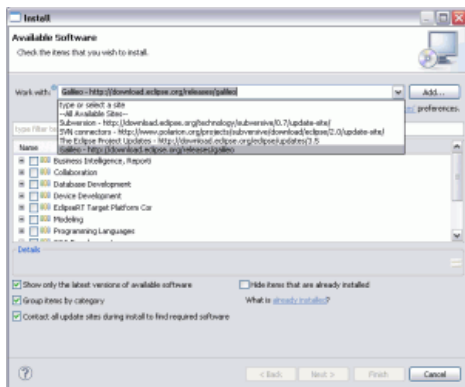 Install
Available Software
Check the items that you wish to install.
Work with: Galileo - http://download.eclipse.org/releases/galileo
Add...
type or select a site
--All Available Sites--
Subversion - http://download.eclipse.org/technology/subversive/0.7/update-site/
SVN connectors - http://www.polarion.org/projects/subversive/download/eclipse/2.0/update-site/
The Eclipse Project Updates - http://download.eclipse.org/eclipse/updates/3.5
Galileo - http://download.eclipse.org/releases/galileo
preferences.
type filter
Name
Business Intelligence, Reporti
Collaboration
Database Development
Device Development
EclipseRT Target Platform Cor
Modeling
Programming Languages
Details
Show only the latest versions of available software
Hide items that are already installed
Group items by category
What is already installed?
Contact all update sites during install to find required software
?
< Back
Next >
Finish
Cancel